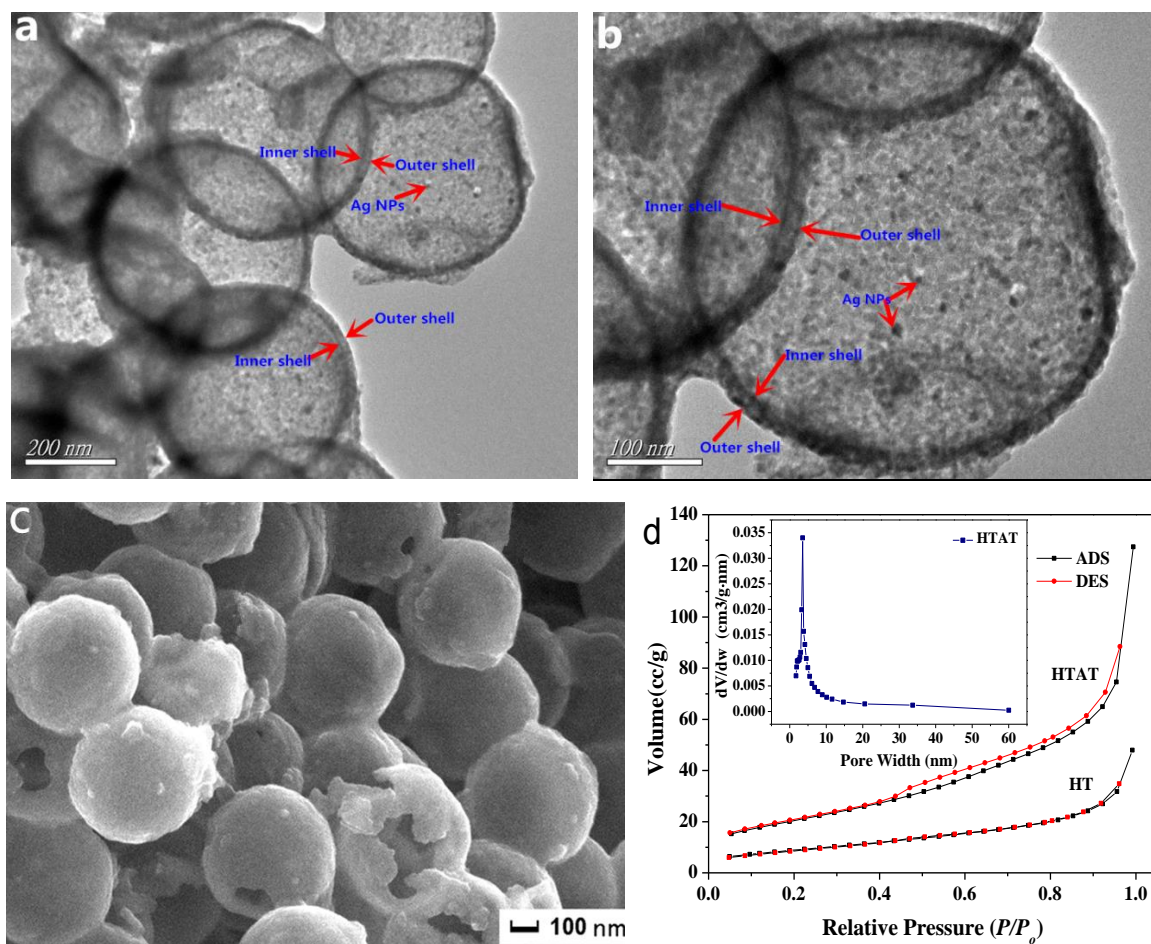 a
Inner shell
Outer shell
Ag NPs
Outer shell
Inner shell
200 nm
b
Inner shell
Outer shell
Ag NPs
Inner shell
Outer shell
100 nm
C
100 nm
d
140
120
100
80
60
40
20
0
Volume(cc/g)
0.0 0.2 0.4 0.6 0.8 1.0
Relative Pressure (P/Po)
ADS
DES
HTAT
HT
HTAT
0.035
0.030
0.025
0.020
0.015
0.010
0.005
0.000
dV/dw (cm3/g·nm)
0 10 20 30 40 50 60
Pore Width (nm)